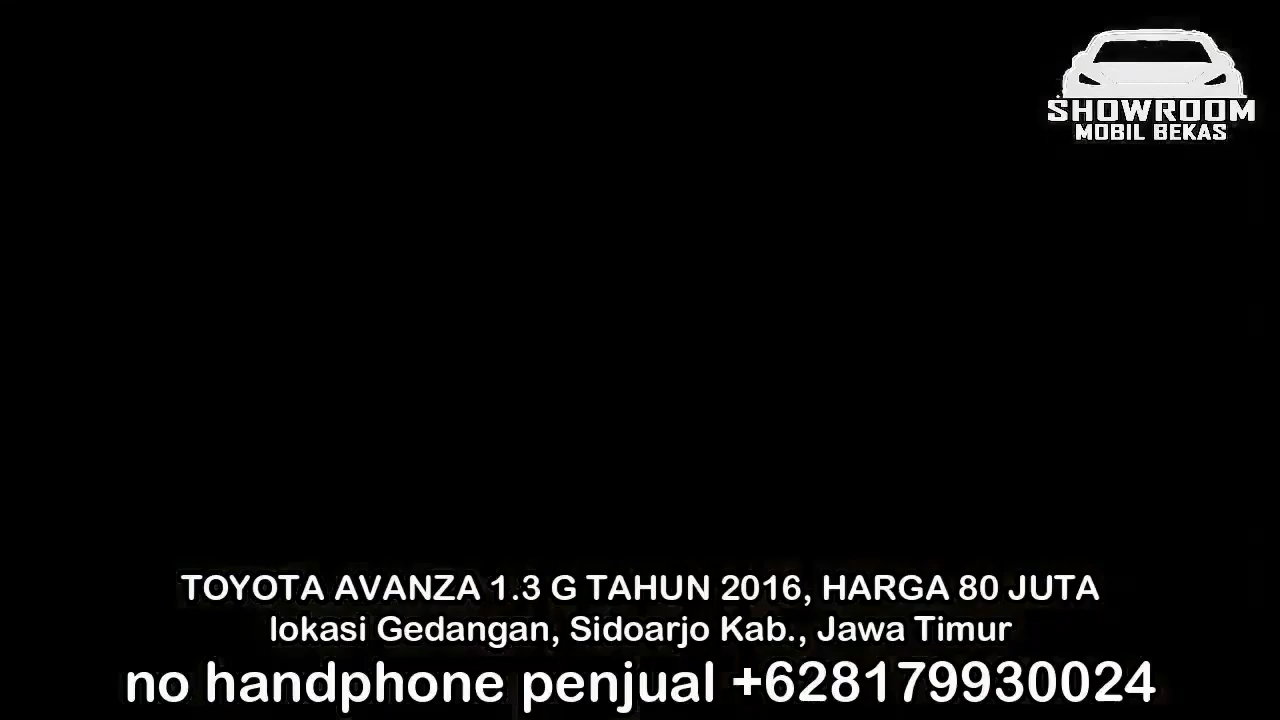 SHOWROOM
MOBIL BEKAS
TOYOTA AVANZA 1.3 G TAHUN 2016, HARGA 80 JUTA
lokasi Gedangan, Sidoarjo Kab., Jawa Timur
no handphone penjual +628179930024